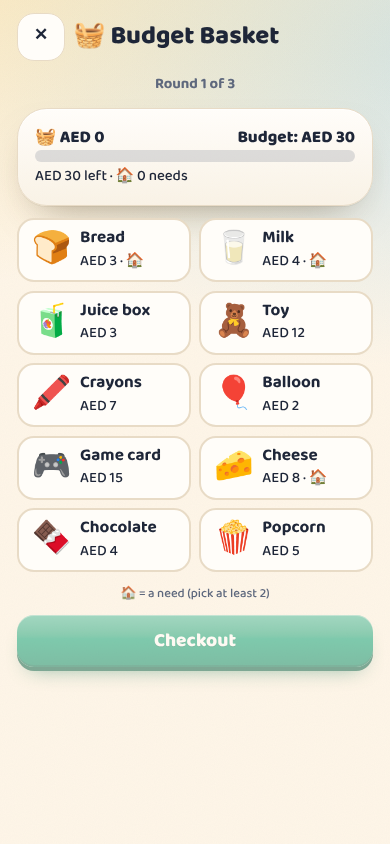 × 🧺 Budget Basket
Round 1 of 3
🧺 AED 0 Budget: AED 30
AED 30 left · 🏠 0 needs
Bread
AED 3 · 🏠
Milk
AED 4 · 🏠
Juice box
AED 3
Toy
AED 12
Crayons
AED 7
Balloon
AED 2
Game card
AED 15
Cheese
AED 8 · 🏠
Chocolate
AED 4
Popcorn
AED 5
🏠 = a need (pick at least 2)
Checkout